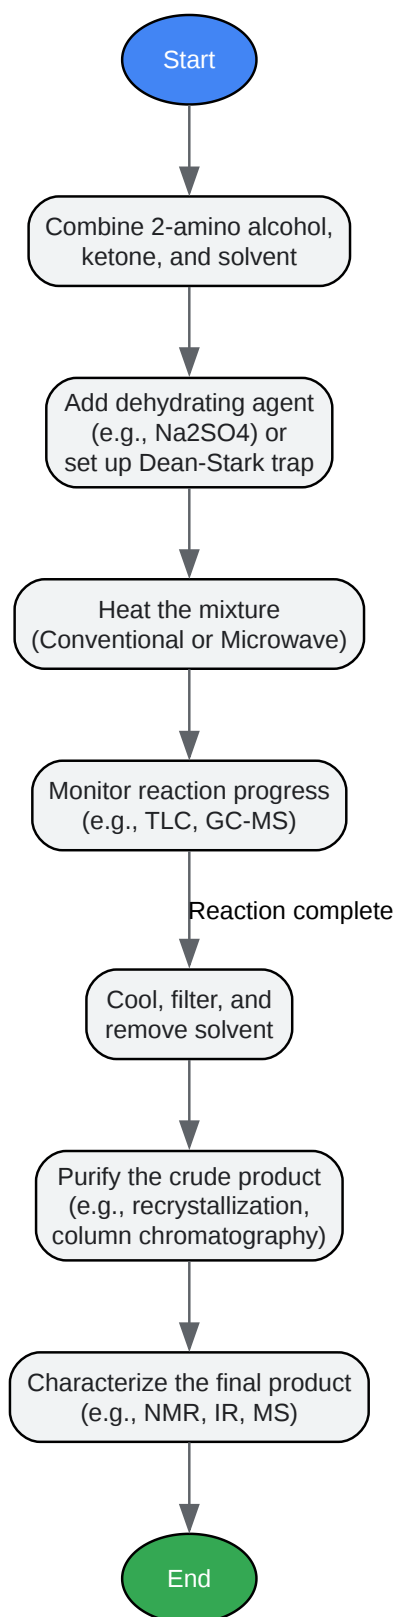 Start
Combine 2-amino alcohol,
ketone, and solvent
Add dehydrating agent
(e.g., Na2SO4) or
set up Dean-Stark trap
Heat the mixture
(Conventional or Microwave)
Monitor reaction progress
(e.g., TLC, GC-MS)
Reaction complete
Cool, filter, and
remove solvent
Purify the crude product
(e.g., recrystallization,
column chromatography)
Characterize the final product
(e.g., NMR, IR, MS)
End